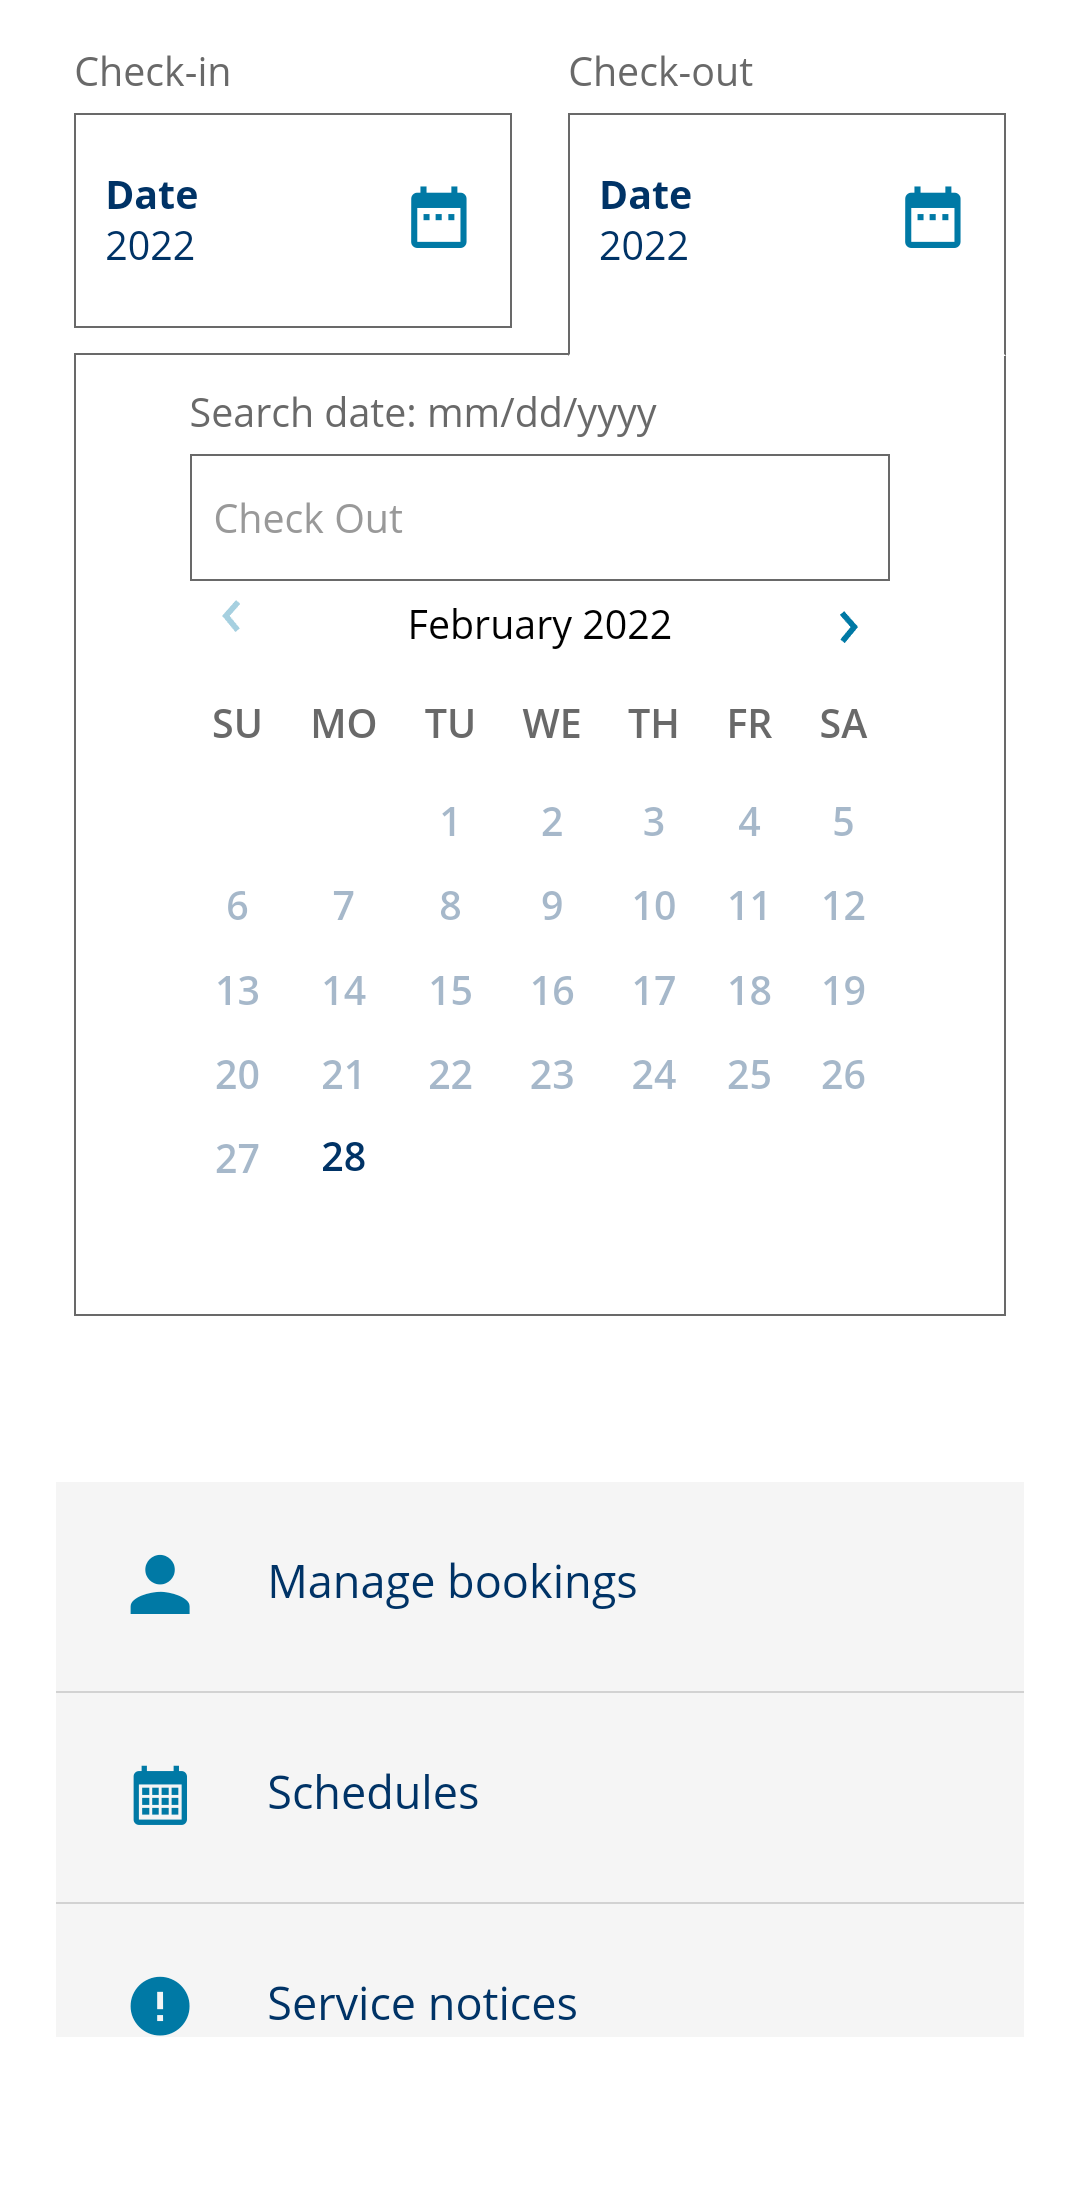 Check-in
Check-out
Date
2022
Date
2022
Search date: mm/dd/yyyy
Check Out
February 2022
SU MO TU WE TH FR SA
1 2 3 4 5
6 7 8 9 10 11 12
13 14 15 16 17 18 19
20 21 22 23 24 25 26
27 28
Manage bookings
Schedules
Service notices